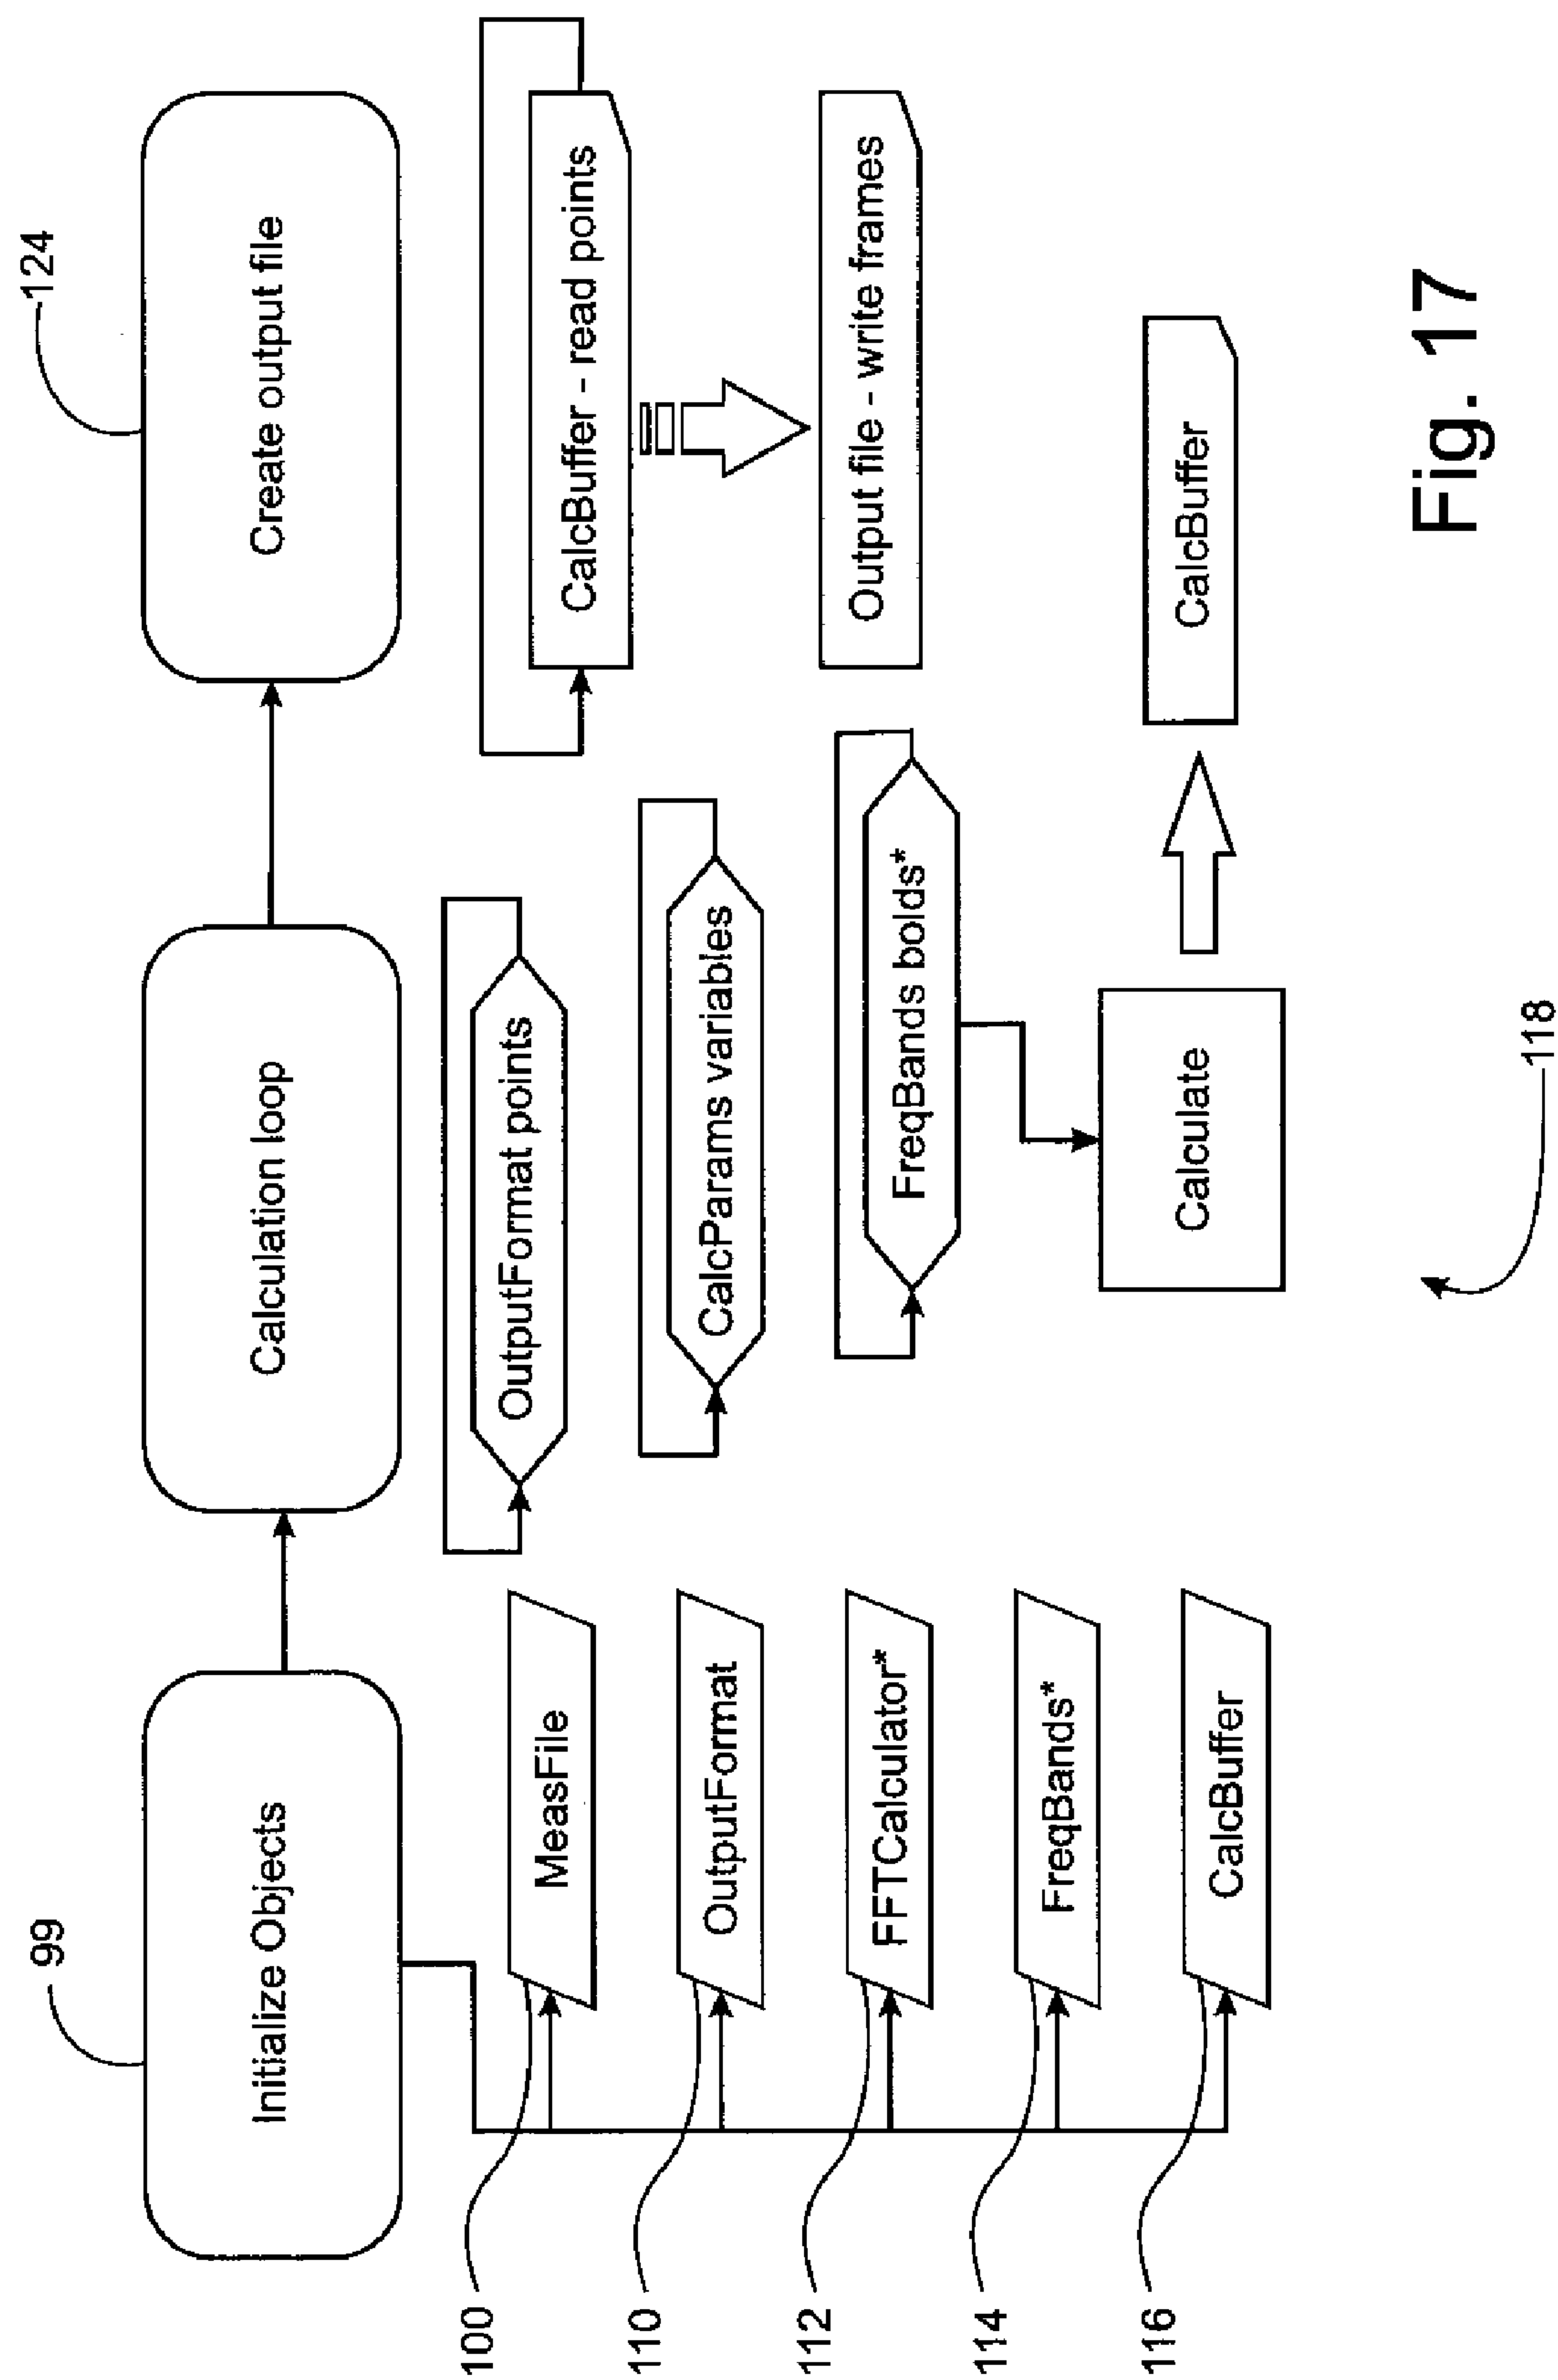 99
Initialize Objects
100
MeasFile
110
OutputFormat
112
FFTCalculator*
114
FreqBands*
116
CalcBuffer
Calculation loop
OutputFormat points
CalcParams variables
FreqBands bolds*
Calculate
CalcBuffer
118
124
Create output file
CalcBuffer - read points
Output file - write frames
Fig. 17